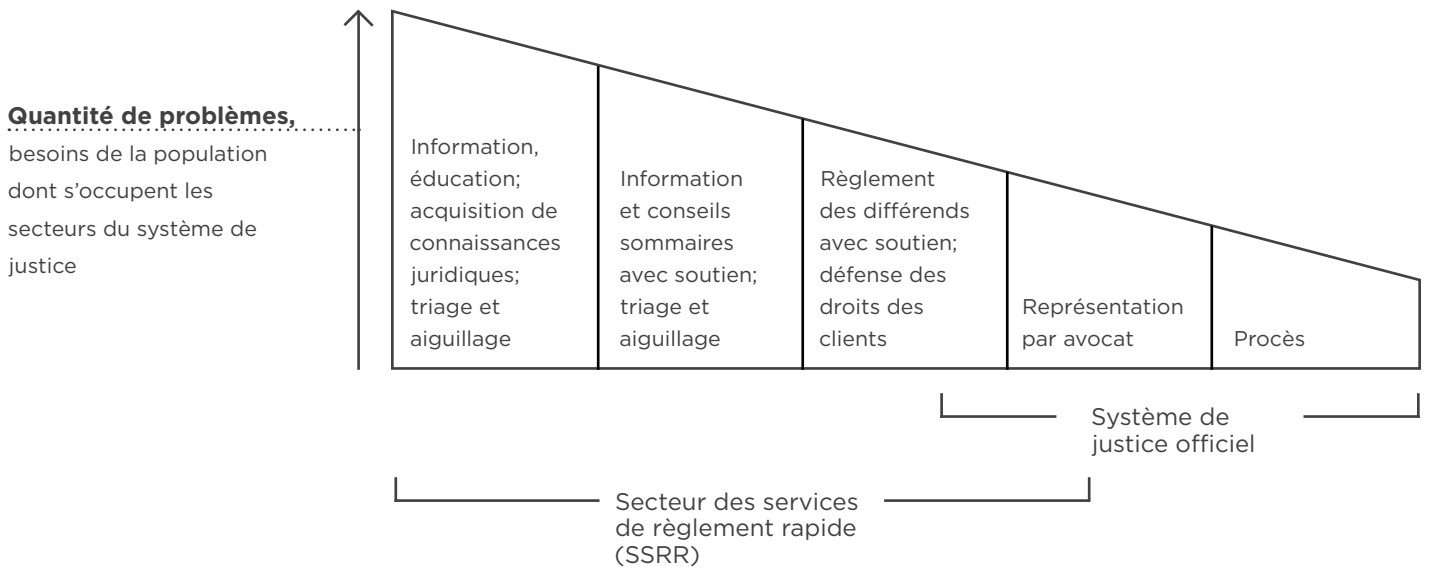 Quantité de problèmes,
besoins de la population
dont s’occupent les
secteurs du système de
justice
Information,
éducation;
acquisition de
connaissances
juridiques;
triage et
aiguillage
Information
et conseils
sommaires
avec soutien;
triage et
aiguillage
Règlement
des différends
avec soutien;
défense des
droits des
clients
Représentation
par avocat
Procès
Système de
justice officiel
Secteur des services
de règlement rapide
(SSRR)